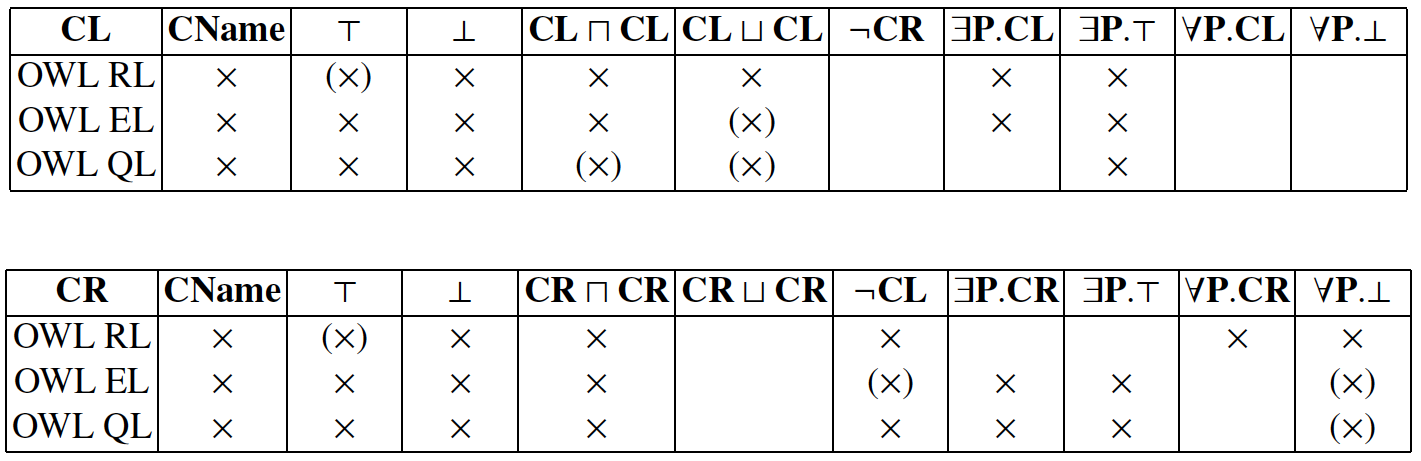 CL CName ⊤ ⊥ CL ⊓ CL CL ⊔ CL ¬CR ∃P.CL ∃P.⊤ ∀P.CL ∀P.⊥
OWL RL × (×) × × × × ×
OWL EL × × × × (×) × ×
OWL QL × × × (×) (×) ×
CR CName ⊤ ⊥ CR ⊓ CR CR ⊔ CR ¬CL ∃P.CR ∃P.⊤ ∀P.CR ∀P.⊥
OWL RL × (×) × × × × ×
OWL EL × × × × (×) × × (×)
OWL QL × × × × × × × (×)